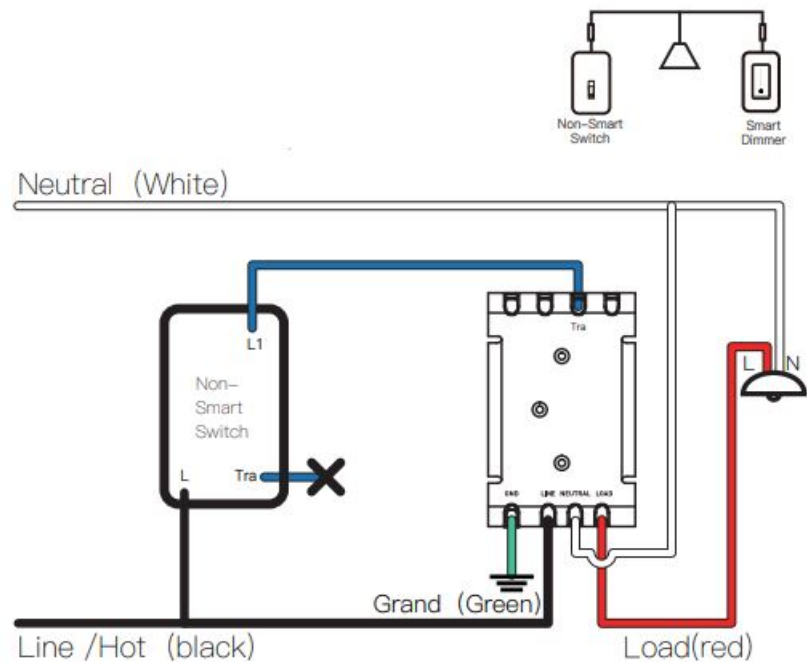 Non-Smart
Switch
Smart
Dimmer
Neutral (White)
L1
Non-
Smart
Switch
L
Tra
Tra
GND LINE NEUTRAL LOAD
L N
Grand (Green)
Line /Hot (black)
Load(red)